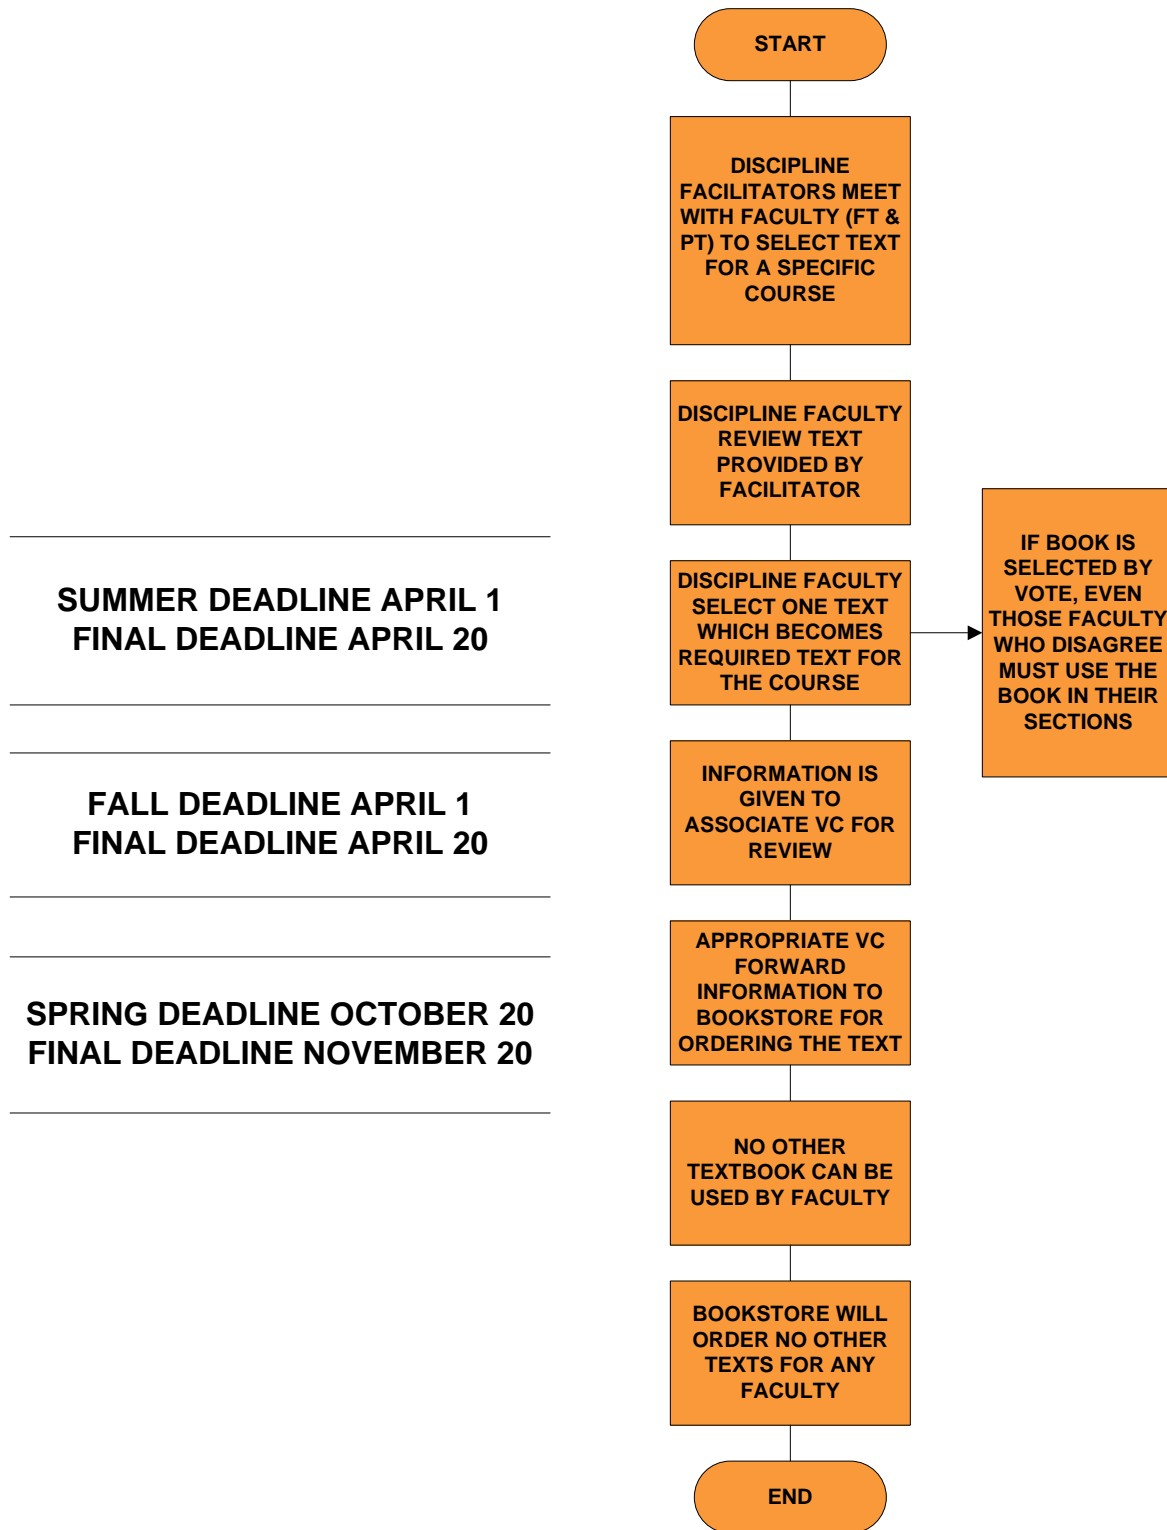 START
DISCIPLINE
FACILITATORS MEET
WITH FACULTY (FT &
PT) TO SELECT TEXT
FOR A SPECIFIC
COURSE
DISCIPLINE FACULTY
REVIEW TEXT
PROVIDED BY
FACILITATOR
DISCIPLINE FACULTY
SELECT ONE TEXT
WHICH BECOMES
REQUIRED TEXT FOR
THE COURSE
IF BOOK IS
SELECTED BY
VOTE, EVEN
THOSE FACULTY
WHO DISAGREE
MUST USE THE
BOOK IN THEIR
SECTIONS
INFORMATION IS
GIVEN TO
ASSOCIATE VC FOR
REVIEW
APPROPRIATE VC
FORWARD
INFORMATION TO
BOOKSTORE FOR
ORDERING THE TEXT
NO OTHER
TEXTBOOK CAN BE
USED BY FACULTY
BOOKSTORE WILL
ORDER NO OTHER
TEXTS FOR ANY
FACULTY
END
SUMMER DEADLINE APRIL 1
FINAL DEADLINE APRIL 20
FALL DEADLINE APRIL 1
FINAL DEADLINE APRIL 20
SPRING DEADLINE OCTOBER 20
FINAL DEADLINE NOVEMBER 20